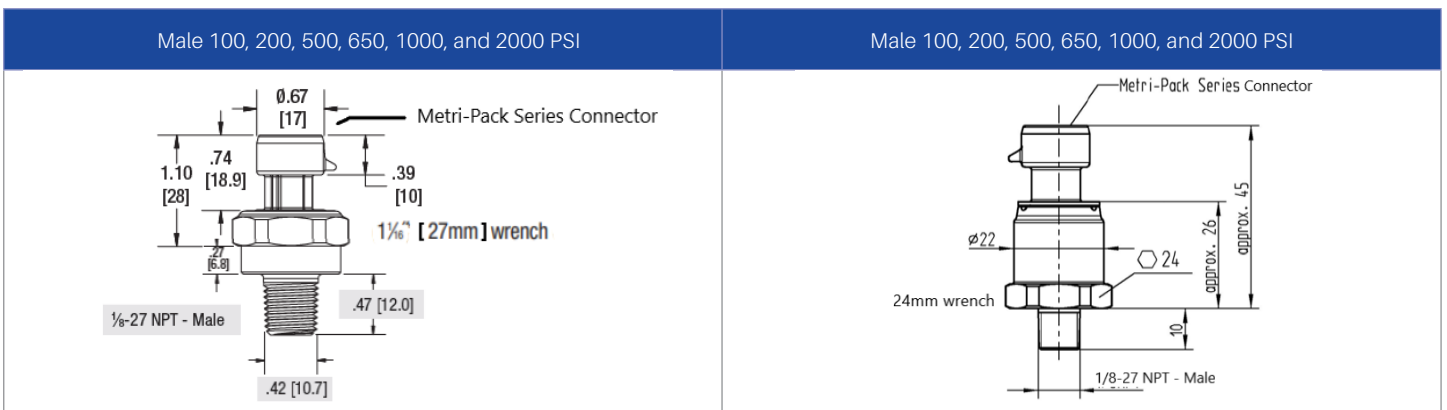 Male 100, 200, 500, 650, 1000, and 2000 PSI
Ø.67
[17]
Metri-Pack Series Connector
.74
[18.9]
1.10
[28]
.39
[10]
1 1/16" [ 27mm ] wrench
.27
[6.8]
⅛-27 NPT - Male
.47 [12.0]
.42 [10.7]
Male 100, 200, 500, 650, 1000, and 2000 PSI
Metri-Pack Series Connector
approx. 45
approx. 26
ø22
24
24mm wrench
10
1/8-27 NPT - Male